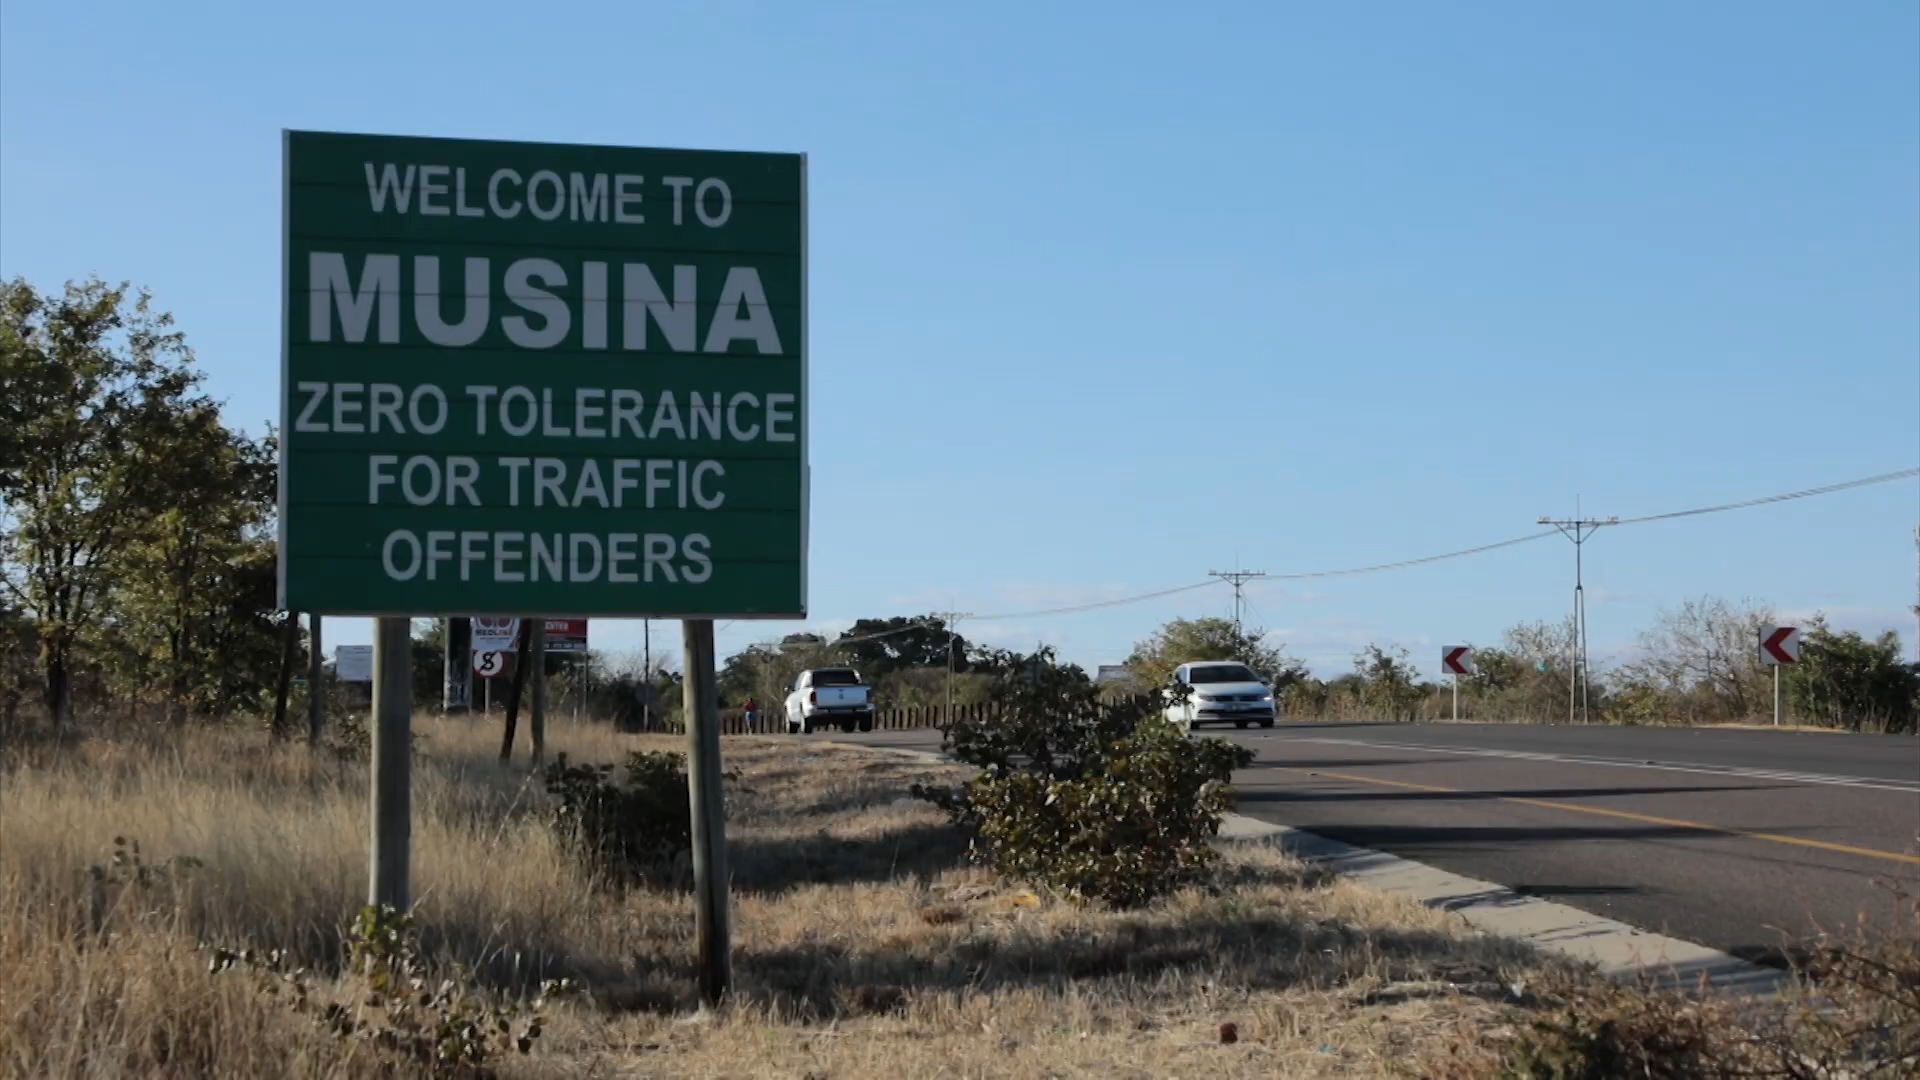 WELCOME TO
MUSINA
ZERO TOLERANCE
FOR TRAFFIC
OFFENDERS